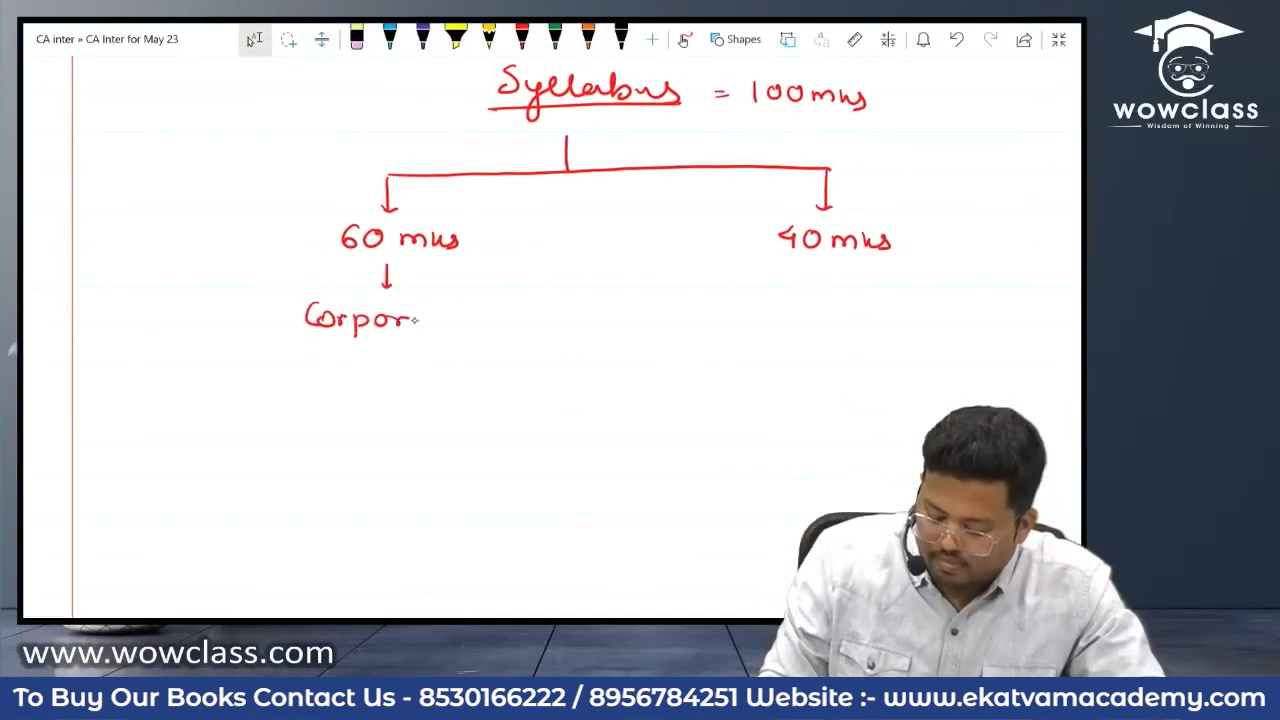 CA inter » CA Inter for May 23
Shapes
Syllabus = 100 mks
60 mks
40 mks
Corpor
wowclass
Wisdom of Winning
www.wowclass.com
To Buy Our Books Contact Us - 8530166222 / 8956784251 Website :- www.ekatvamacademy.com